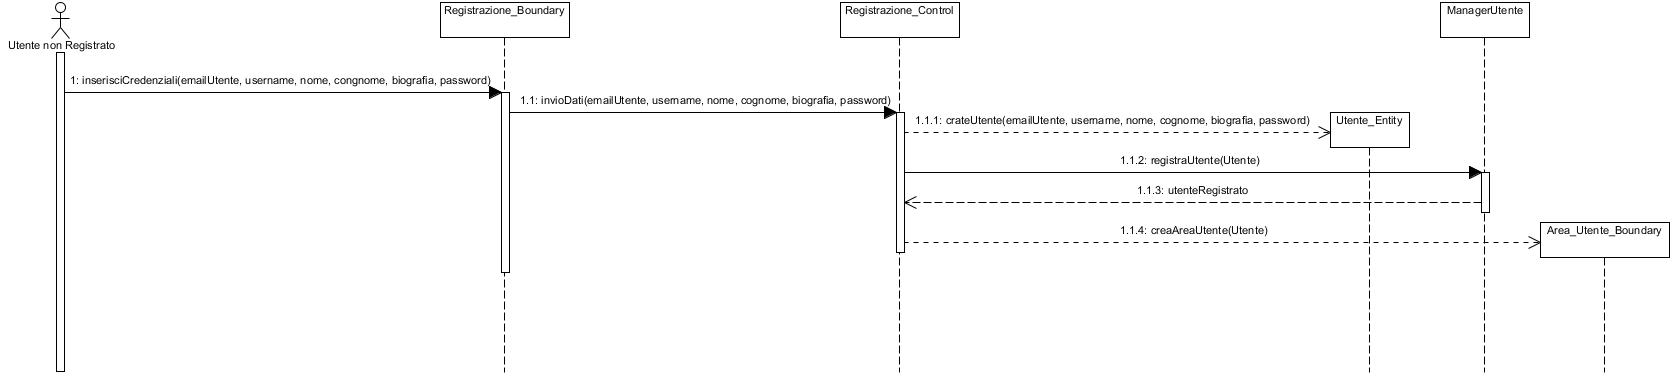 Utente non Registrato
Registrazione_Boundary
Registrazione_Control
ManagerUtente
1: inserisciCredenziali(emailUtente, username, nome, congnome, biografia, password)
1.1: invioDati(emailUtente, username, nome, cognome, biografia, password)
1.1.1: crateUtente(emailUtente, username, nome, cognome, biografia, password)
Utente_Entity
1.1.2: registraUtente(Utente)
1.1.3: utenteRegistrato
1.1.4: creaAreaUtente(Utente)
Area_Utente_Boundary